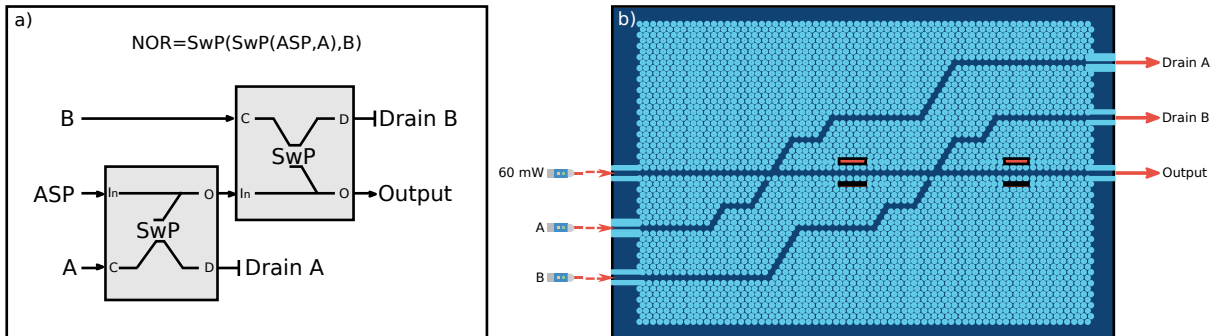 a)
NOR=SwP(SwP(ASP,A),B)
B
C
D
Drain B
SwP
ASP
In
O
In
O
Output
SwP
A
C
D
Drain A
b)
Drain A
Drain B
60 mW
Output
A
B